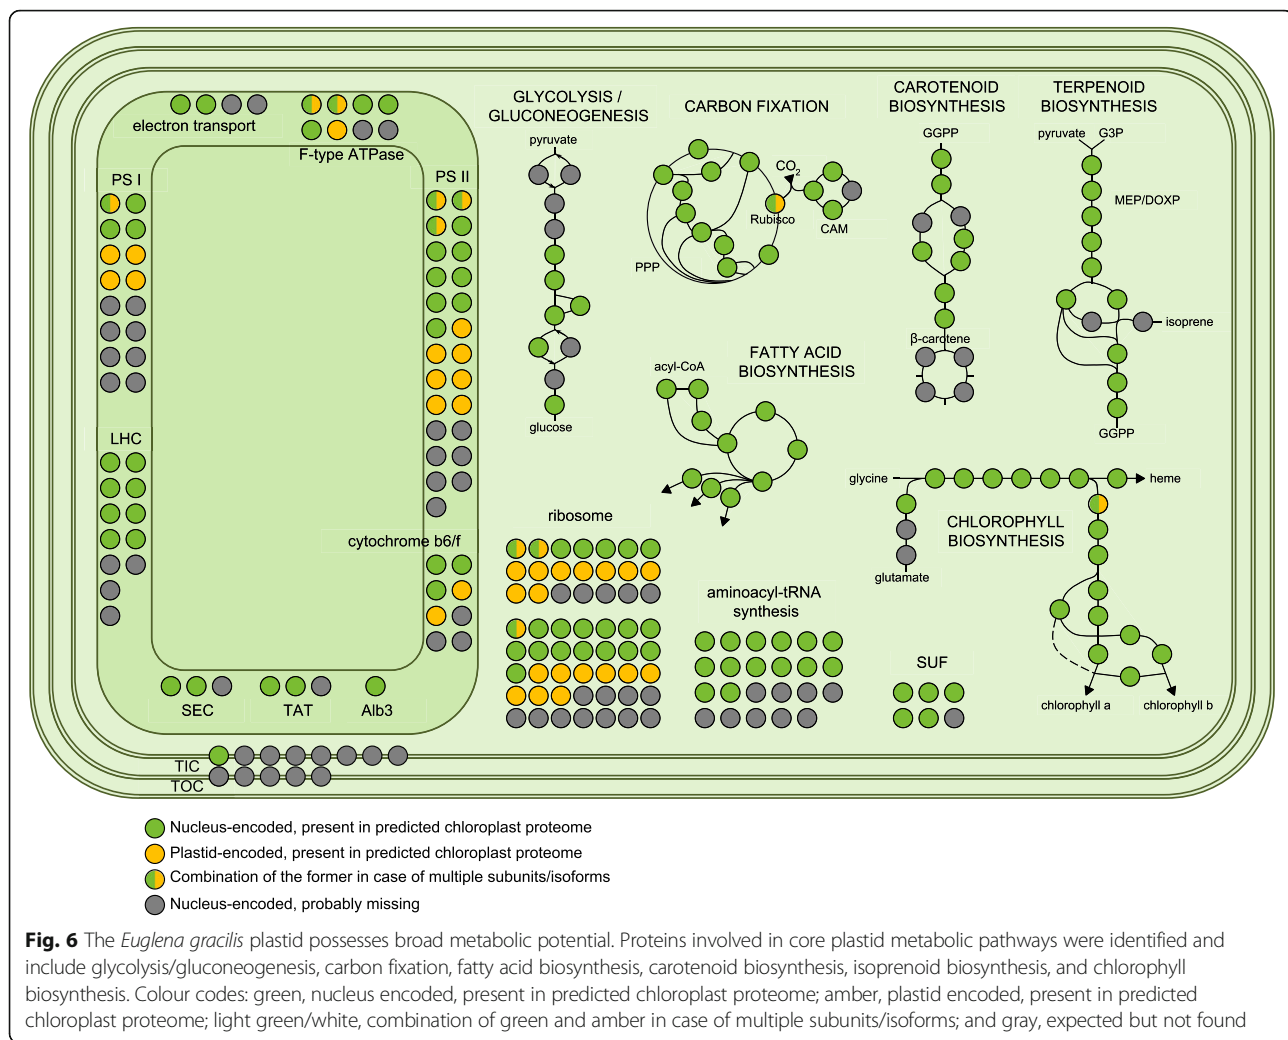 electron transport
F-type ATPase
PS I
PS II
LHC
cytochrome b6/f
SEC
TAT
Alb3
TIC
TOC
GLYCOLYSIS /
GLUCONEOGENESIS
pyruvate
glucose
CARBON FIXATION
CO2
Rubisco
CAM
PPP
CAROTENOID
BIOSYNTHESIS
GGPP
β-carotene
TERPENOID
BIOSYNTHESIS
pyruvate G3P
MEP/DOXP
isoprene
GGPP
FATTY ACID
BIOSYNTHESIS
acyl-CoA
ribosome
aminoacyl-tRNA
synthesis
glycine
heme
CHLOROPHYLL
BIOSYNTHESIS
glutamate
chlorophyll a
chlorophyll b
SUF
Nucleus-encoded, present in predicted chloroplast proteome
Plastid-encoded, present in predicted chloroplast proteome
Combination of the former in case of multiple subunits/isoforms
Nucleus-encoded, probably missing
Fig. 6 The Euglena gracilis plastid possesses broad metabolic potential. Proteins involved in core plastid metabolic pathways were identified and
include glycolysis/gluconeogenesis, carbon fixation, fatty acid biosynthesis, carotenoid biosynthesis, isoprenoid biosynthesis, and chlorophyll
biosynthesis. Colour codes: green, nucleus encoded, present in predicted chloroplast proteome; amber, plastid encoded, present in predicted
chloroplast proteome; light green/white, combination of green and amber in case of multiple subunits/isoforms; and gray, expected but not found